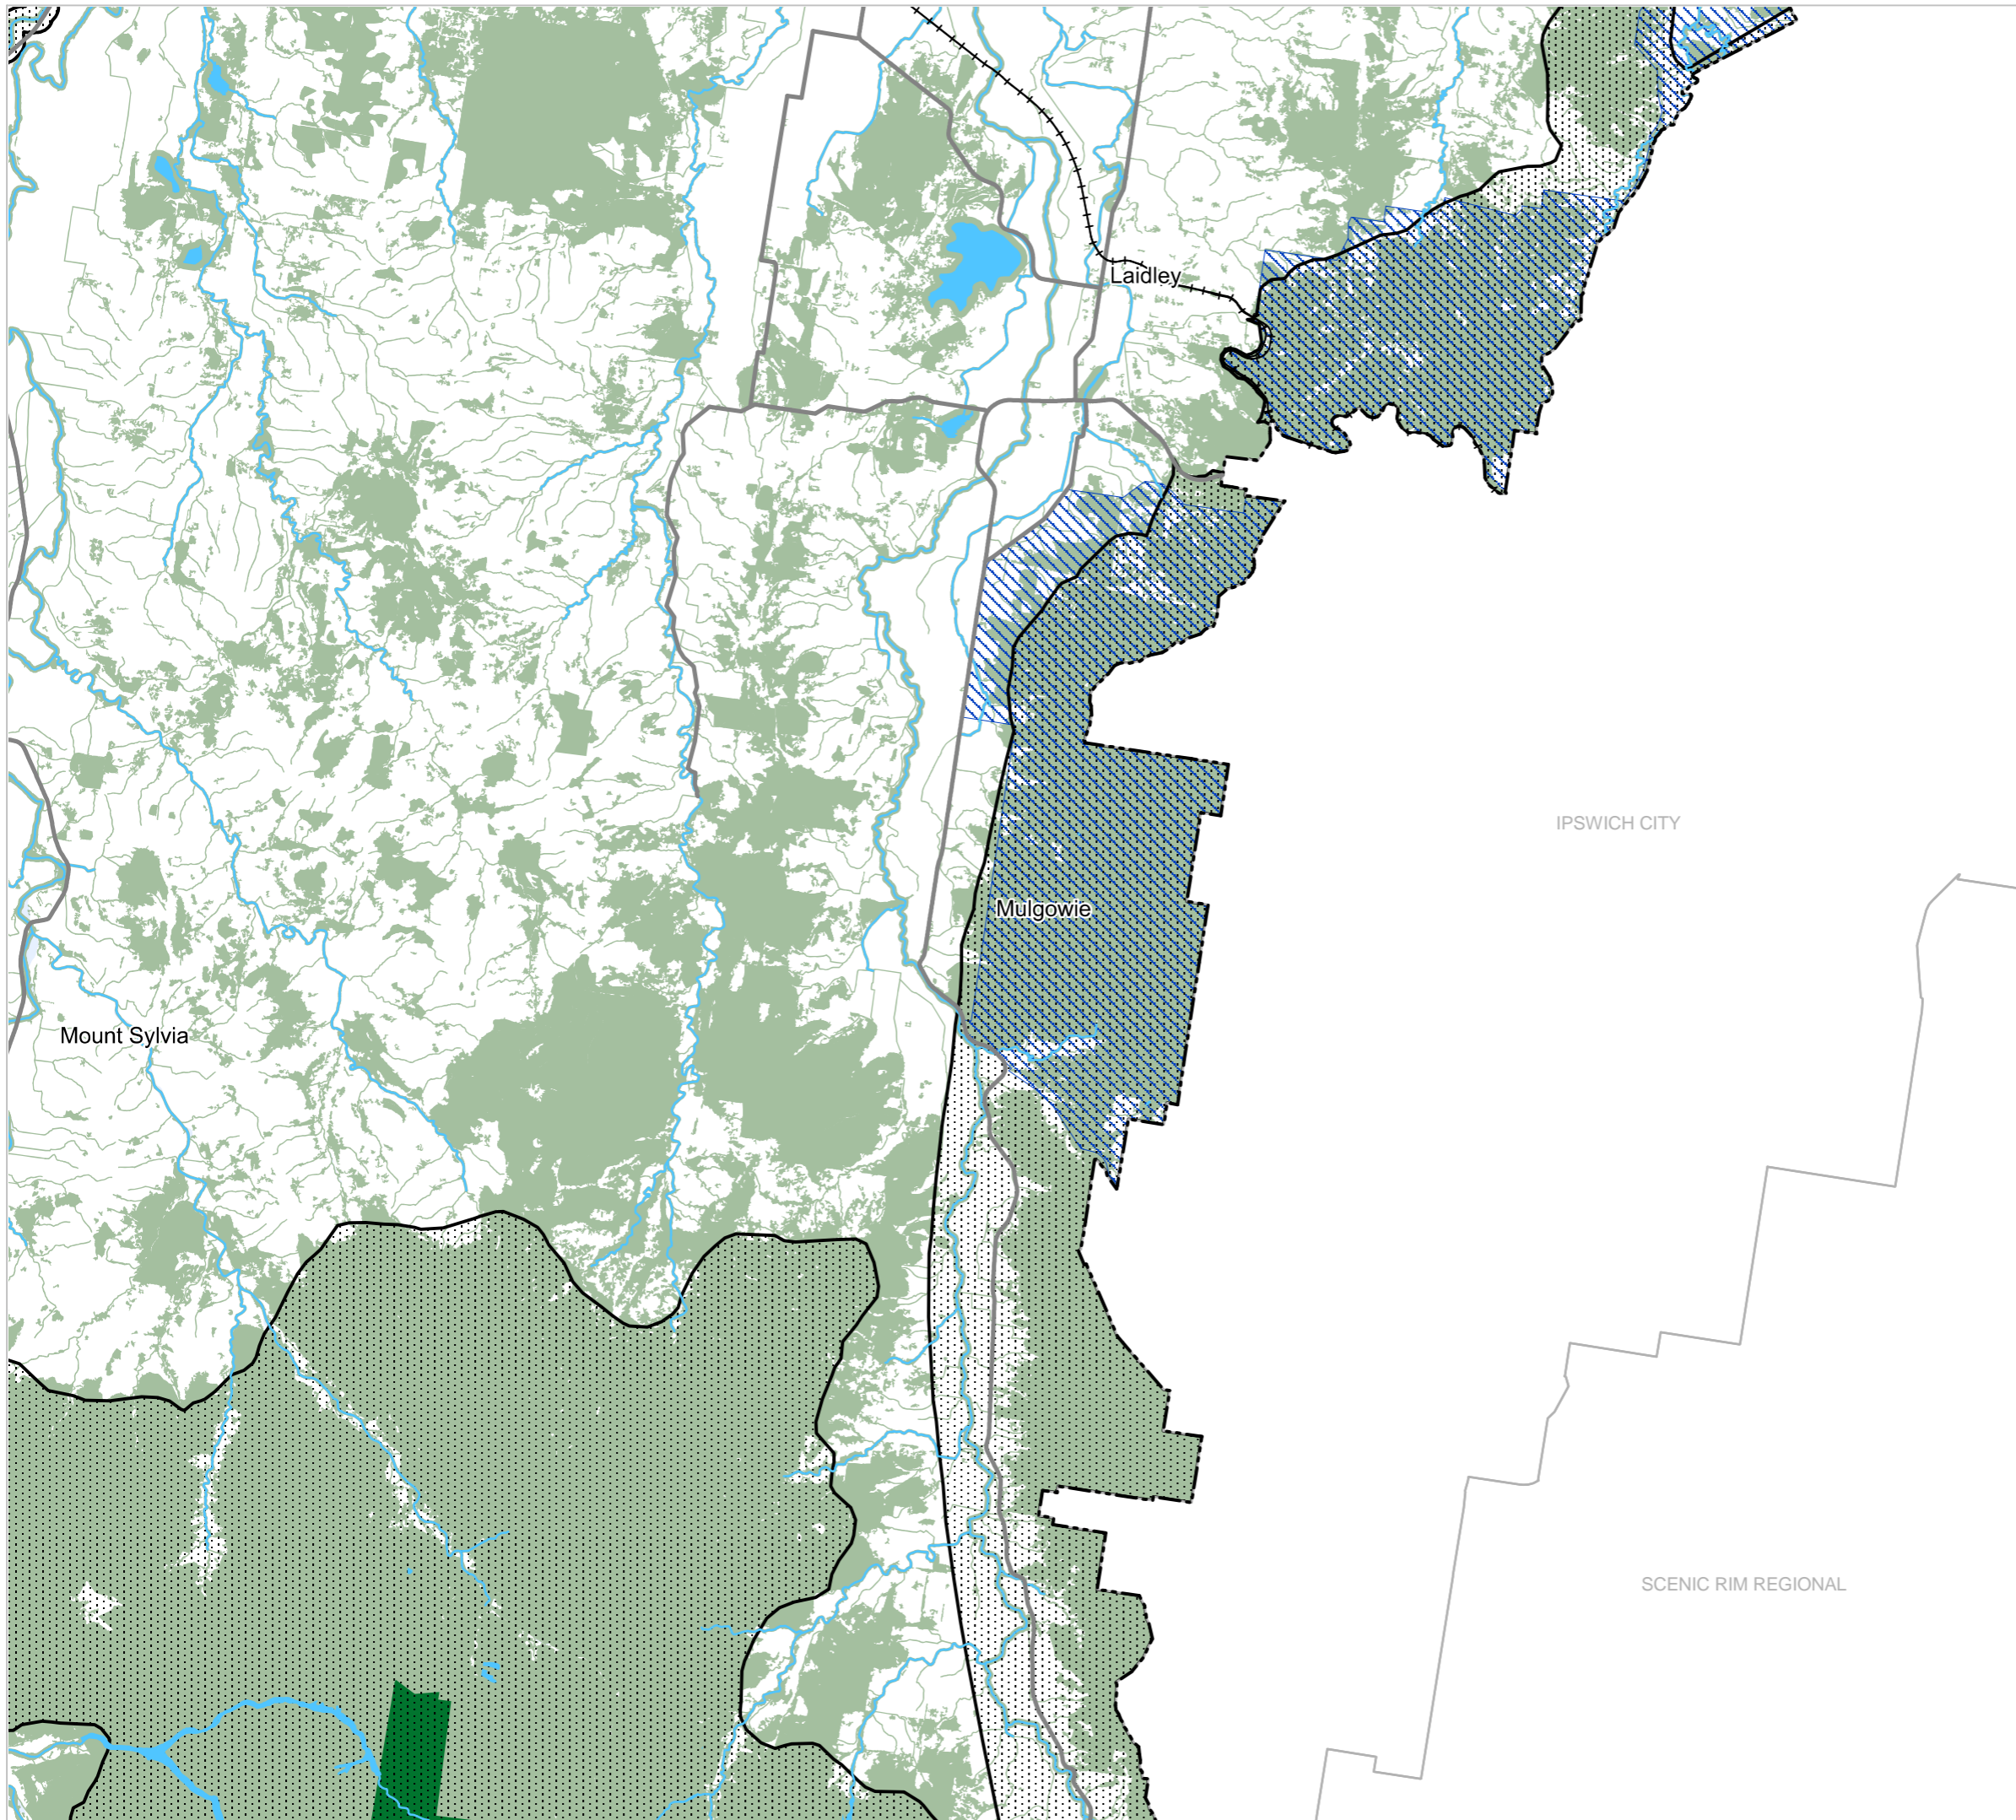 Laidley
IPSWICH CITY
Mulgowie
Mount Sylvia
SCENIC RIM REGIONAL